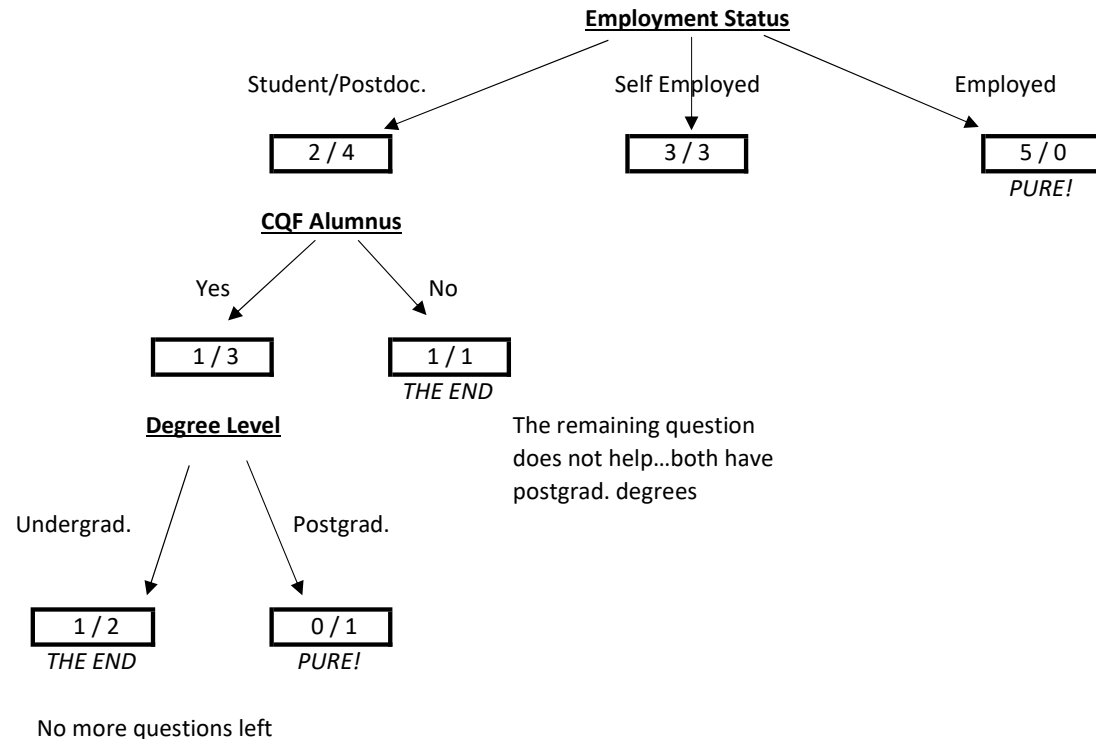 Employment Status
Student/Postdoc.
Self Employed
Employed
2 / 4
3 / 3
5 / 0
PURE!
CQF Alumnus
Yes
No
1 / 3
1 / 1
THE END
Degree Level
The remaining question
does not help...both have
postgrad. degrees
Undergrad.
Postgrad.
1 / 2
0 / 1
THE END
PURE!
No more questions left